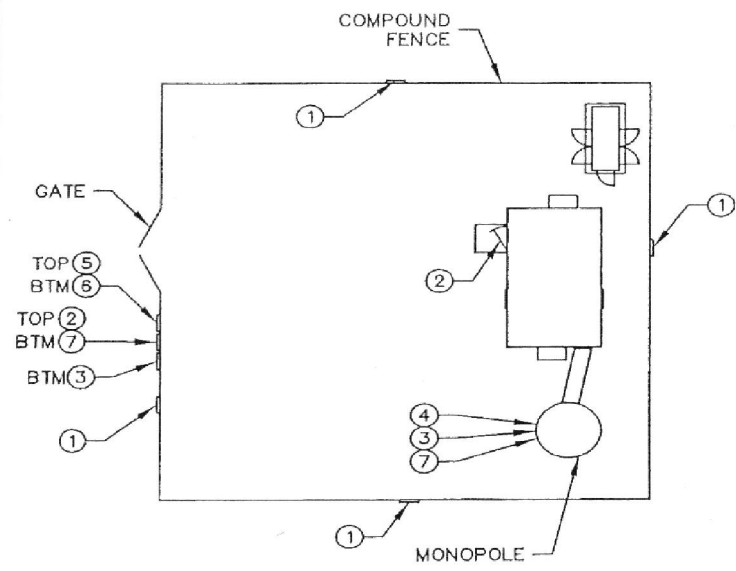 COMPOUND
FENCE
1
GATE
1
TOP 5
BTM 6
2
TOP 2
BTM 7
BTM 3
4
3
7
1
1
MONOPOLE